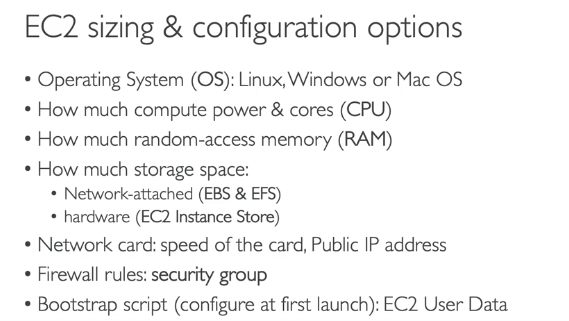 EC2 sizing & configuration options
• Operating System (OS): Linux, Windows or Mac OS
• How much compute power & cores (CPU)
• How much random-access memory (RAM)
• How much storage space:
• Network-attached (EBS & EFS)
• hardware (EC2 Instance Store)
• Network card: speed of the card, Public IP address
• Firewall rules: security group
• Bootstrap script (configure at first launch): EC2 User Data